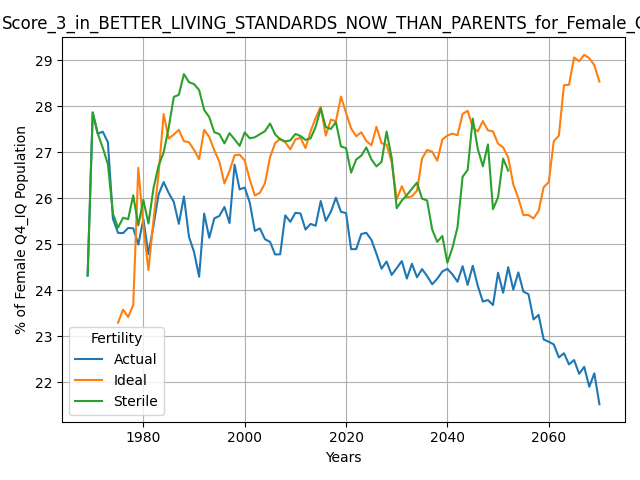 Score_3_in_BETTER_LIVING_STANDARDS_NOW_THAN_PARENTS_for_Female_
% of Female Q4_IQ Population
29
28
27
26
25
24
23
22
Fertility
Actual
Ideal
Sterile
1980
2000
2020
2040
2060
Years